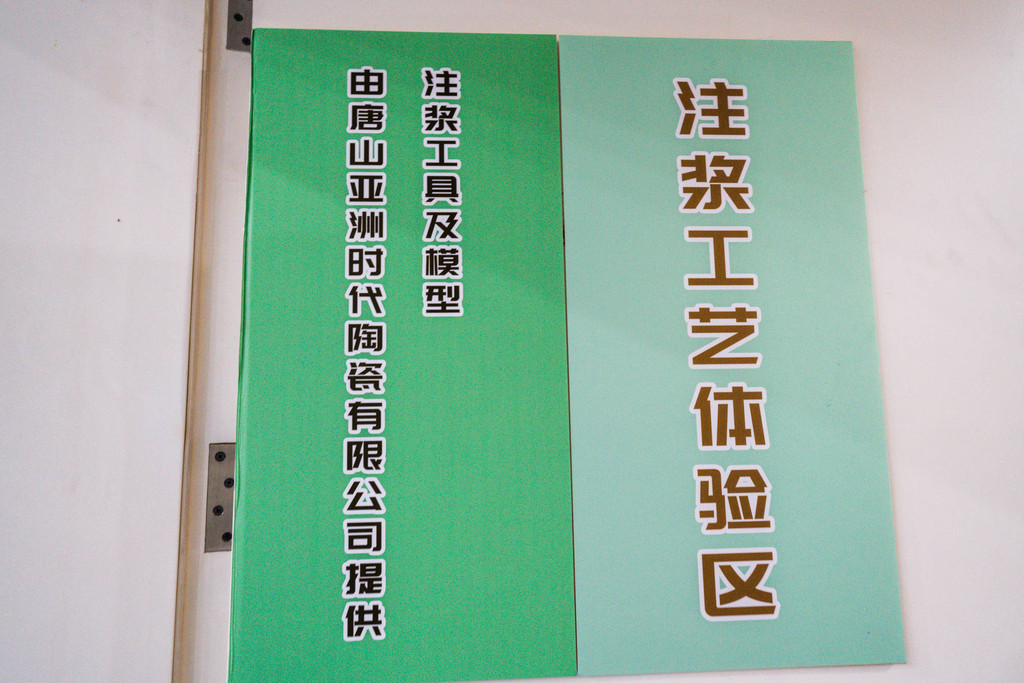 注浆工艺体验区
注浆工具及模型
由唐山亚洲时代陶瓷有限公司提供